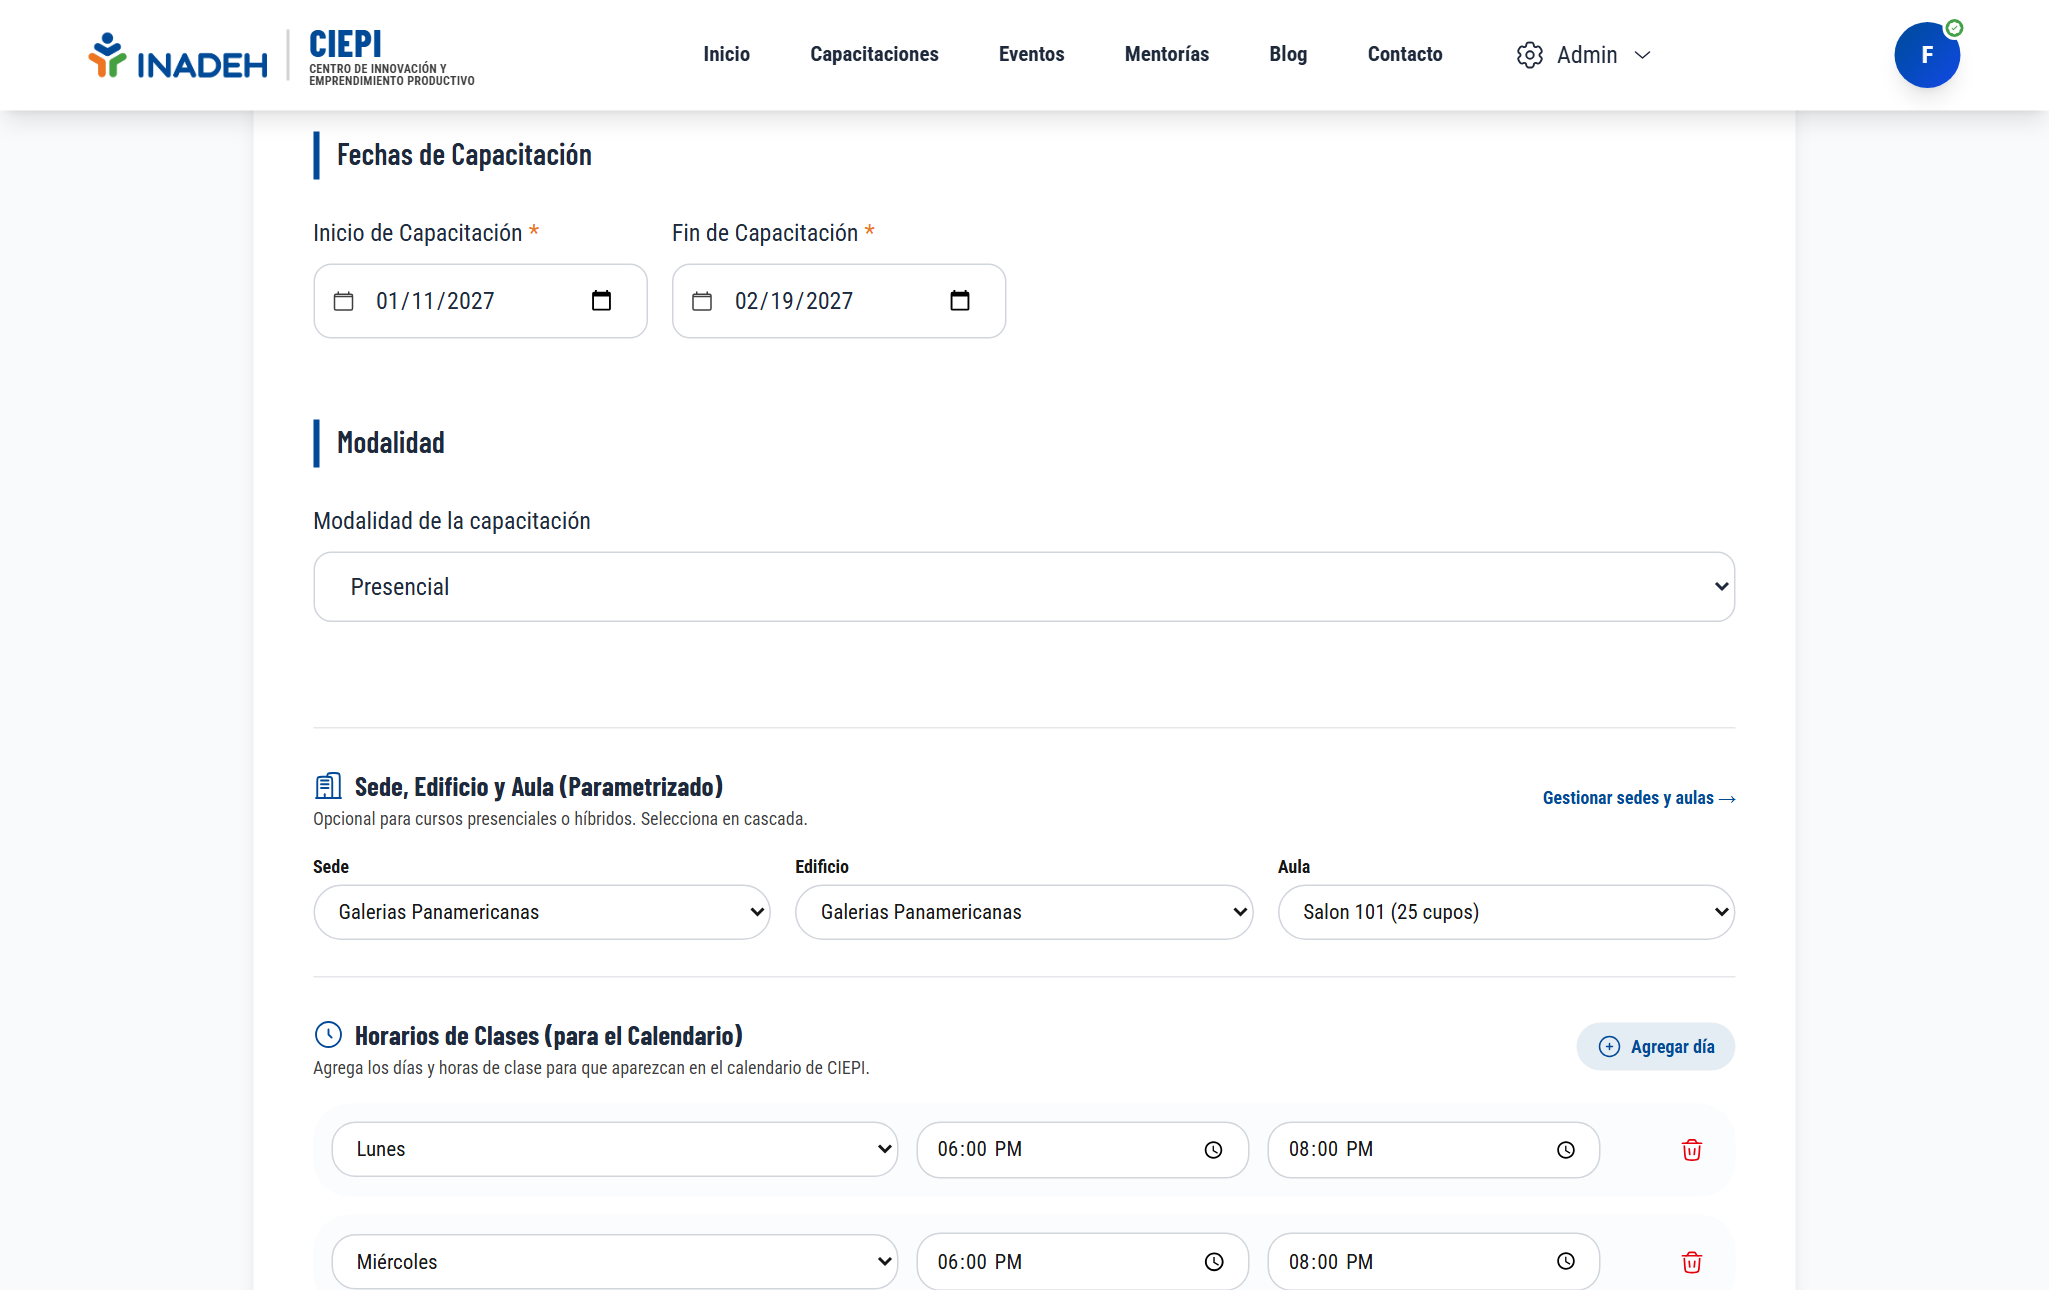 INADEH
CIEPI
CENTRO DE INNOVACIÓN Y
EMPRENDIMIENTO PRODUCTIVO
Inicio
Capacitaciones
Eventos
Mentorías
Blog
Contacto
Admin
F
Fechas de Capacitación
Inicio de Capacitación *
Fin de Capacitación *
01/11/2027
02/19/2027
Modalidad
Modalidad de la capacitación
Presencial
Sede, Edificio y Aula (Parametrizado)
Opcional para cursos presenciales o híbridos. Selecciona en cascada.
Gestionar sedes y aulas →
Sede
Edificio
Aula
Galerias Panamericanas
Galerias Panamericanas
Salon 101 (25 cupos)
Horarios de Clases (para el Calendario)
Agrega los días y horas de clase para que aparezcan en el calendario de CIEPI.
Agregar día
Lunes
06:00 PM
08:00 PM
Miércoles
06:00 PM
08:00 PM